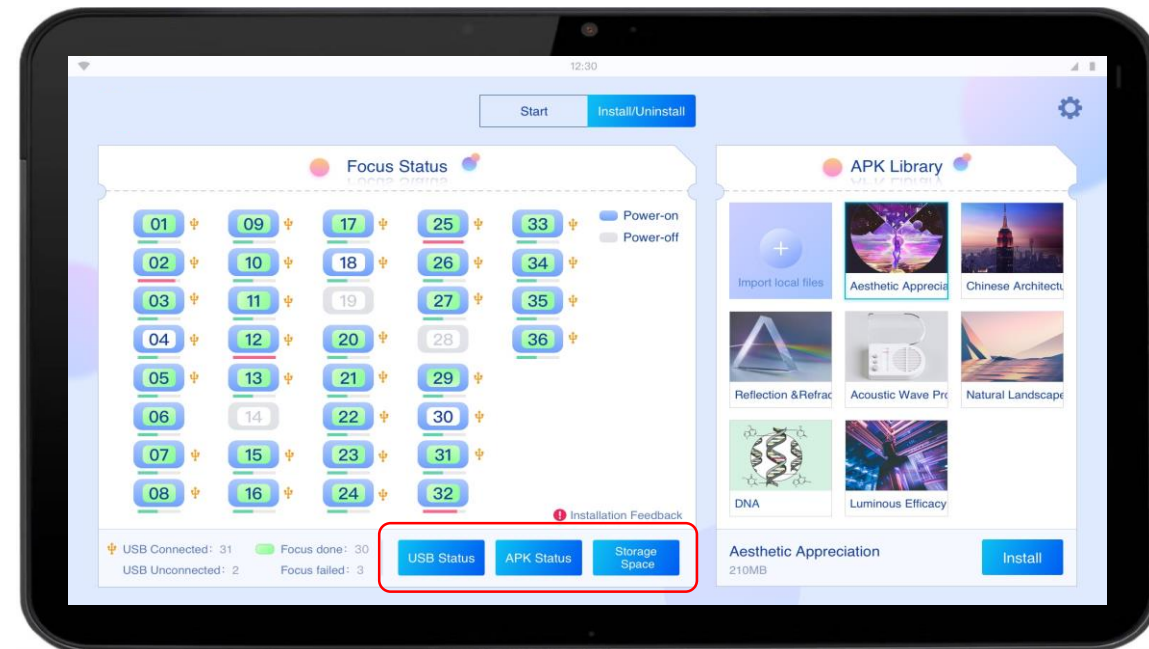 12:30
Start
Install/Uninstall
Focus Status
APK Library
01
09
17
25
33
Power-on
Power-off
02
10
18
26
34
03
11
19
27
35
04
12
20
28
36
05
13
21
29
06
14
22
30
07
15
23
31
08
16
24
32
Installation Feedback
USB Connected: 31
Focus done: 30
USB Unconnected: 2
Focus failed: 3
USB Status
APK Status
Storage
Space
Import local files
Aesthetic Apprecia
Chinese Architectu
Reflection &Refrac
Acoustic Wave Pro
Natural Landscape
DNA
Luminous Efficacy
Aesthetic Appreciation
210MB
Install